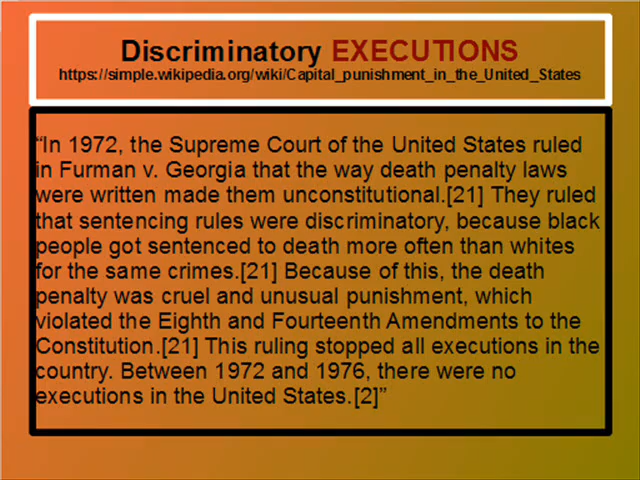 Discriminatory EXECUTIONS
https://simple.wikipedia.org/wiki/Capital_punishment_in_the_United_States
“In 1972, the Supreme Court of the United States ruled
in Furman v. Georgia that the way death penalty laws
were written made them unconstitutional.[21] They ruled
that sentencing rules were discriminatory, because black
people got sentenced to death more often than whites
for the same crimes.[21] Because of this, the death
penalty was cruel and unusual punishment, which
violated the Eighth and Fourteenth Amendments to the
Constitution.[21] This ruling stopped all executions in the
country. Between 1972 and 1976, there were no
executions in the United States.[2]”